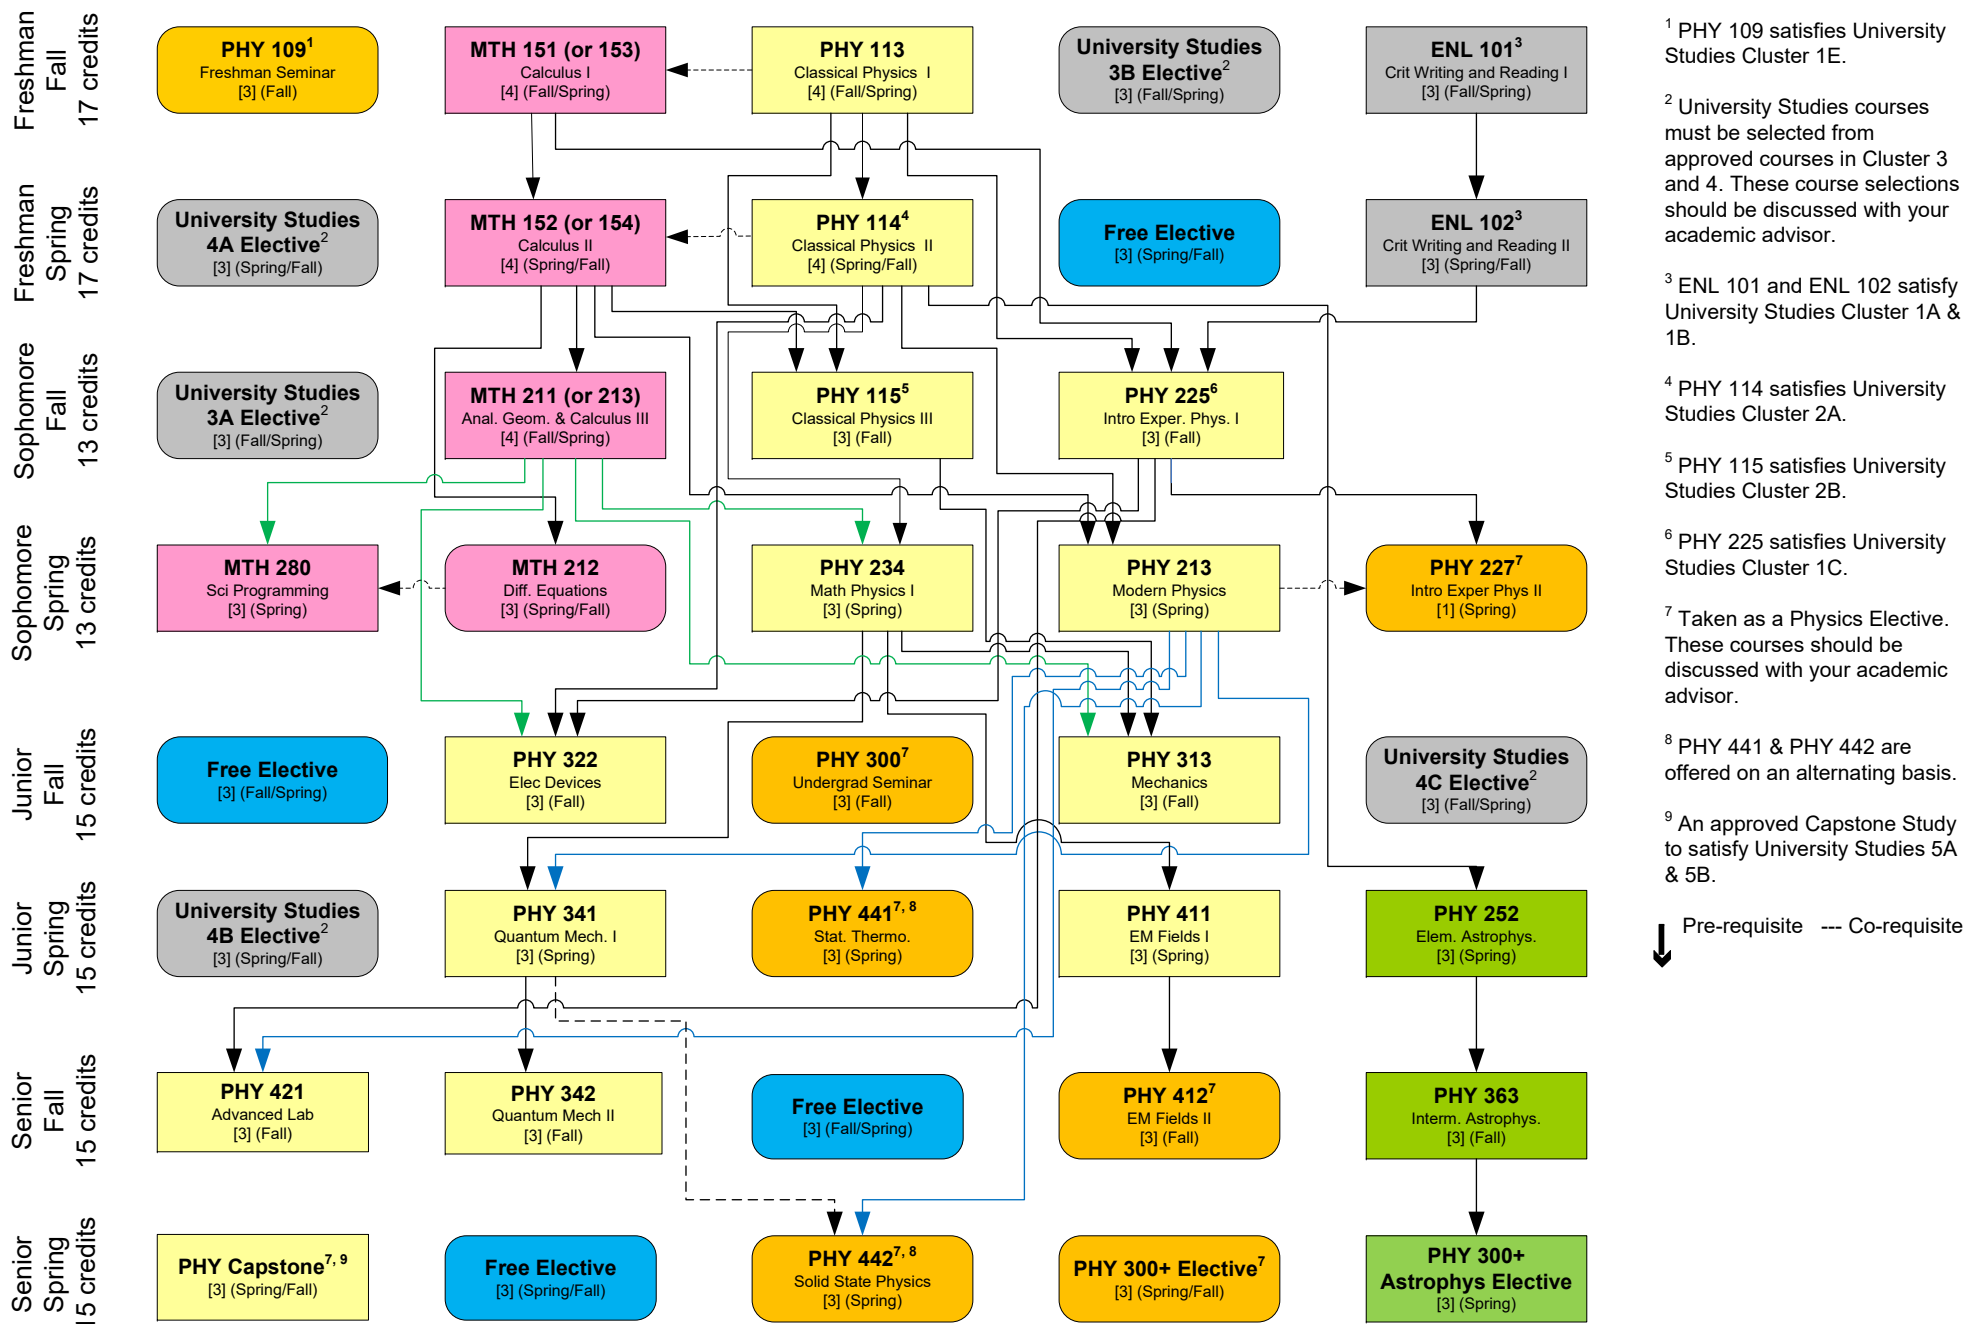 Freshman
Fall
17 credits
PHY 109¹
Freshman Seminar
[3] (Fall)
MTH 151 (or 153)
Calculus I
[4] (Fall/Spring)
PHY 113
Classical Physics I
[4] (Fall/Spring)
University Studies
3B Elective²
[3] (Fall/Spring)
ENL 101³
Crit Writing and Reading I
[3] (Fall/Spring)
Freshman
Spring
17 credits
University Studies
4A Elective²
[3] (Spring/Fall)
MTH 152 (or 154)
Calculus II
[4] (Spring/Fall)
PHY 114⁴
Classical Physics II
[4] (Spring/Fall)
Free Elective
[3] (Spring/Fall)
ENL 102³
Crit Writing and Reading II
[3] (Spring/Fall)
Sophomore
Fall
13 credits
University Studies
3A Elective²
[3] (Fall/Spring)
MTH 211 (or 213)
Anal. Geom. & Calculus III
[4] (Fall/Spring)
PHY 115⁵
Classical Physics III
[3] (Fall)
PHY 225⁶
Intro Exper. Phys. I
[3] (Fall)
Sophomore
Spring
13 credits
MTH 280
Sci Programming
[3] (Spring)
MTH 212
Diff. Equations
[3] (Spring/Fall)
PHY 234
Math Physics I
[3] (Spring)
PHY 213
Modern Physics
[3] (Spring)
PHY 227⁷
Intro Exper Phys II
[1] (Spring)
Junior
Fall
15 credits
Free Elective
[3] (Fall/Spring)
PHY 322
Elec Devices
[3] (Fall)
PHY 300⁷
Undergrad Seminar
[3] (Fall)
PHY 313
Mechanics
[3] (Fall)
University Studies
4C Elective²
[3] (Fall/Spring)
Junior
Spring
15 credits
University Studies
4B Elective²
[3] (Spring/Fall)
PHY 341
Quantum Mech. I
[3] (Spring)
PHY 441⁷, ⁸
Stat. Thermo.
[3] (Spring)
PHY 411
EM Fields I
[3] (Spring)
PHY 252
Elem. Astrophys.
[3] (Spring)
Senior
Fall
15 credits
PHY 421
Advanced Lab
[3] (Fall)
PHY 342
Quantum Mech II
[3] (Fall)
Free Elective
[3] (Fall/Spring)
PHY 412⁷
EM Fields II
[3] (Fall)
PHY 363
Interm. Astrophys.
[3] (Fall)
Senior
Spring
15 credits
PHY Capstone⁷, ⁹
[3] (Spring/Fall)
Free Elective
[3] (Spring/Fall)
PHY 442⁷, ⁸
Solid State Physics
[3] (Spring)
PHY 300+ Elective⁷
[3] (Spring/Fall)
PHY 300+
Astrophys Elective
[3] (Spring)
¹ PHY 109 satisfies University
Studies Cluster 1E.
² University Studies courses
must be selected from
approved courses in Cluster 3
and 4. These course selections
should be discussed with your
academic advisor.
³ ENL 101 and ENL 102 satisfy
University Studies Cluster 1A &
1B.
⁴ PHY 114 satisfies University
Studies Cluster 2A.
⁵ PHY 115 satisfies University
Studies Cluster 2B.
⁶ PHY 225 satisfies University
Studies Cluster 1C.
⁷ Taken as a Physics Elective.
These courses should be
discussed with your academic
advisor.
⁸ PHY 441 & PHY 442 are
offered on an alternating basis.
⁹ An approved Capstone Study
to satisfy University Studies 5A
& 5B.
Pre-requisite --- Co-requisite